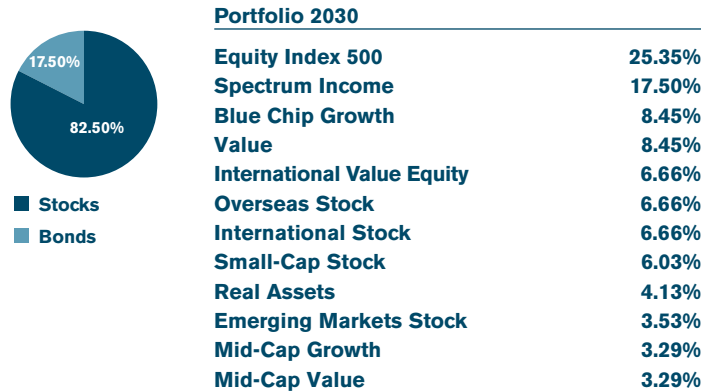 17.50%
82.50%
Stocks
Bonds
Portfolio 2030
Equity Index 500 25.35%
Spectrum Income 17.50%
Blue Chip Growth 8.45%
Value 8.45%
International Value Equity 6.66%
Overseas Stock 6.66%
International Stock 6.66%
Small-Cap Stock 6.03%
Real Assets 4.13%
Emerging Markets Stock 3.53%
Mid-Cap Growth 3.29%
Mid-Cap Value 3.29%